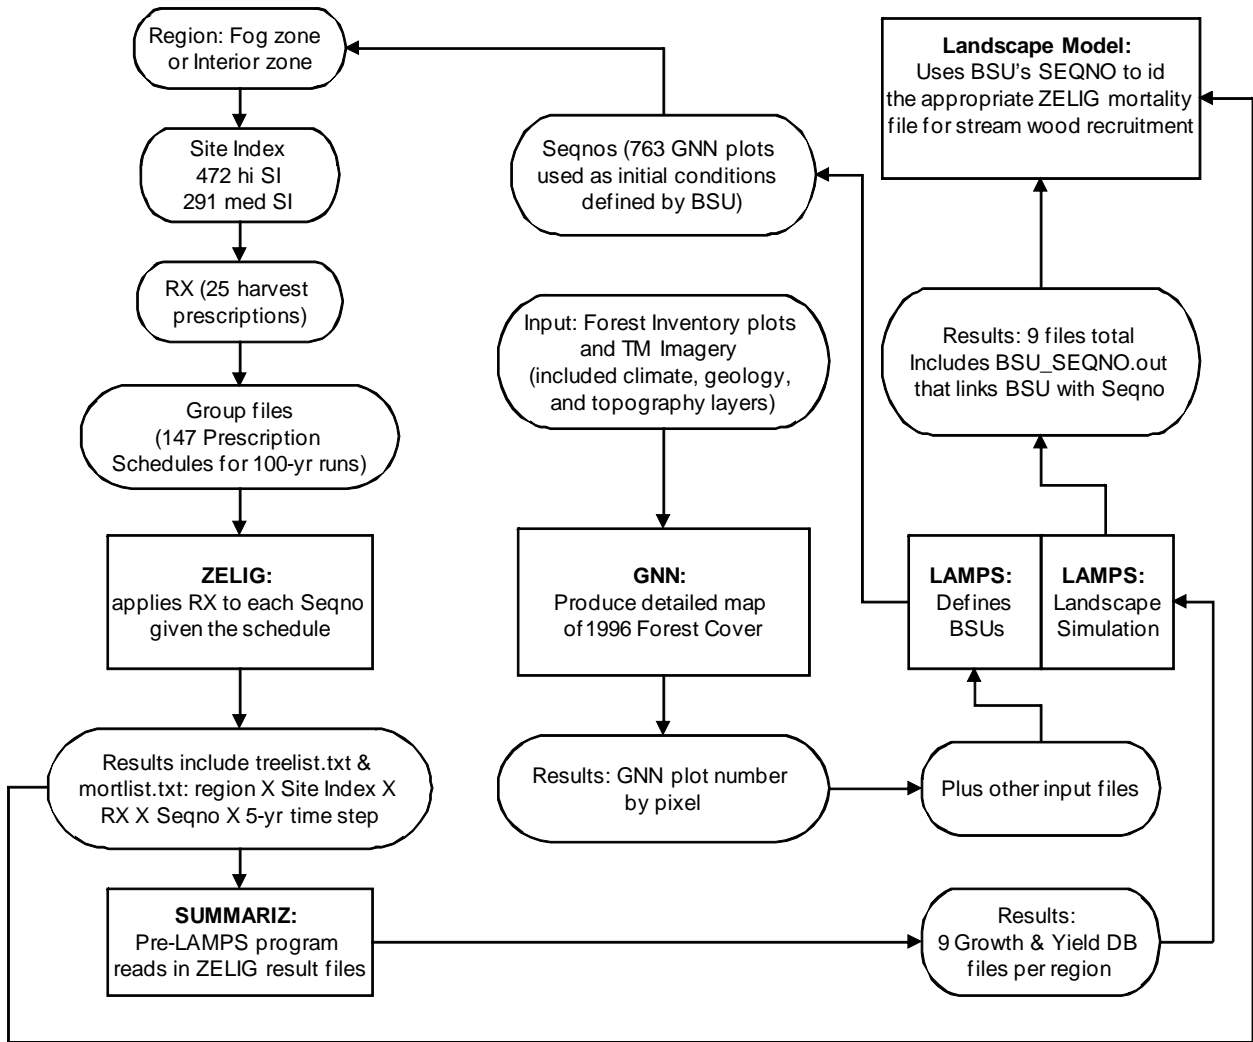 Region: Fog zone
or Interior zone
Site Index
472 hi SI
291 med SI
RX (25 harvest
prescriptions)
Group files
(147 Prescription
Schedules for 100-yr runs)
ZELIG:
applies RX to each Seqno
given the schedule
Results include treelist.txt &
mortlist.txt: region X Site Index X
RX X Seqno X 5-yr time step
SUMMARIZ:
Pre-LAMPS program
reads in ZELIG result files
Seqnos (763 GNN plots
used as initial conditions
defined by BSU)
Input: Forest Inventory plots
and TM Imagery
(included climate, geology,
and topography layers)
GNN:
Produce detailed map
of 1996 Forest Cover
Results: GNN plot number
by pixel
Landscape Model:
Uses BSU's SEQNO to id
the appropriate ZELIG mortality
file for stream wood recruitment
Results: 9 files total
Includes BSU_SEQNO.out
that links BSU with Seqno
LAMPS:
Defines
BSUs
LAMPS:
Landscape
Simulation
Plus other input files
Results:
9 Growth & Yield DB
files per region